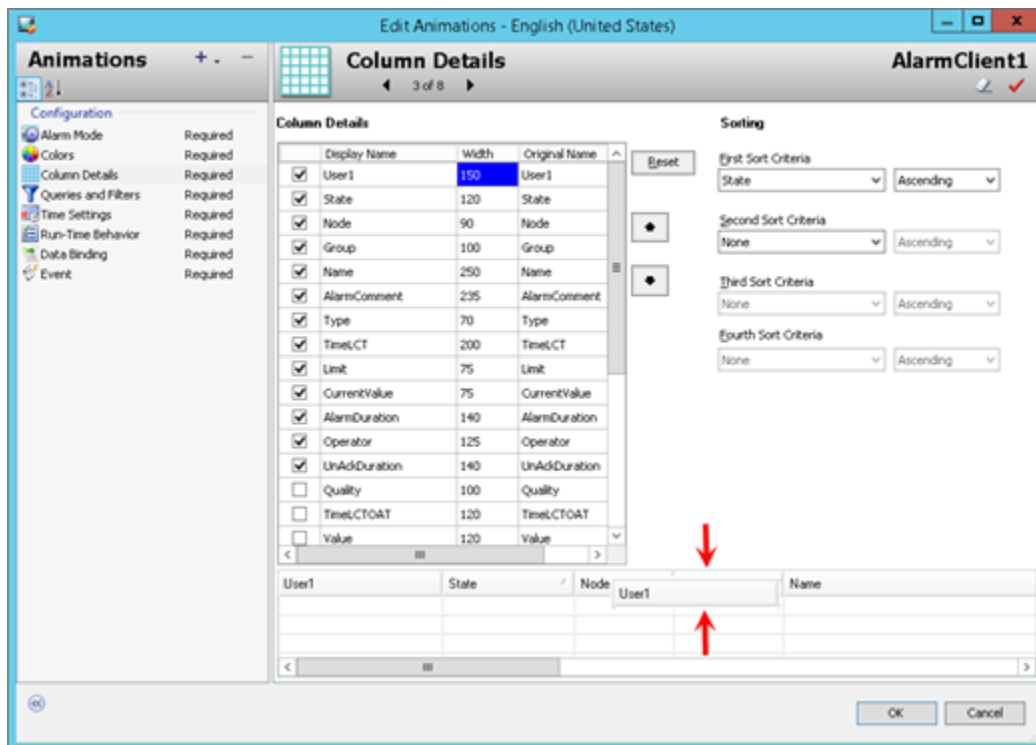 Edit Animations - English (United States)
Animations
Column Details
AlarmClient1
3 of 8
Configuration
Alarm Mode Required
Colors Required
Column Details Required
Queries and Filters Required
Time Settings Required
Run-Time Behavior Required
Data Binding Required
Event Required
Column Details
Display Name Width Original Name
User1 150 User1
State 120 State
Node 90 Node
Group 100 Group
Name 250 Name
AlarmComment 235 AlarmComment
Type 70 Type
TimeLCT 200 TimeLCT
Limit 75 Limit
CurrentValue 75 CurrentValue
AlarmDuration 140 AlarmDuration
Operator 125 Operator
UnAckDuration 140 UnAckDuration
Quality 100 Quality
TimeLCTOAT 120 TimeLCTOAT
Value 120 Value
Reset
Sorting
First Sort Criteria
State Ascending
Second Sort Criteria
None Ascending
Third Sort Criteria
None Ascending
Fourth Sort Criteria
None Ascending
User1 State Node Name
User1
OK Cancel